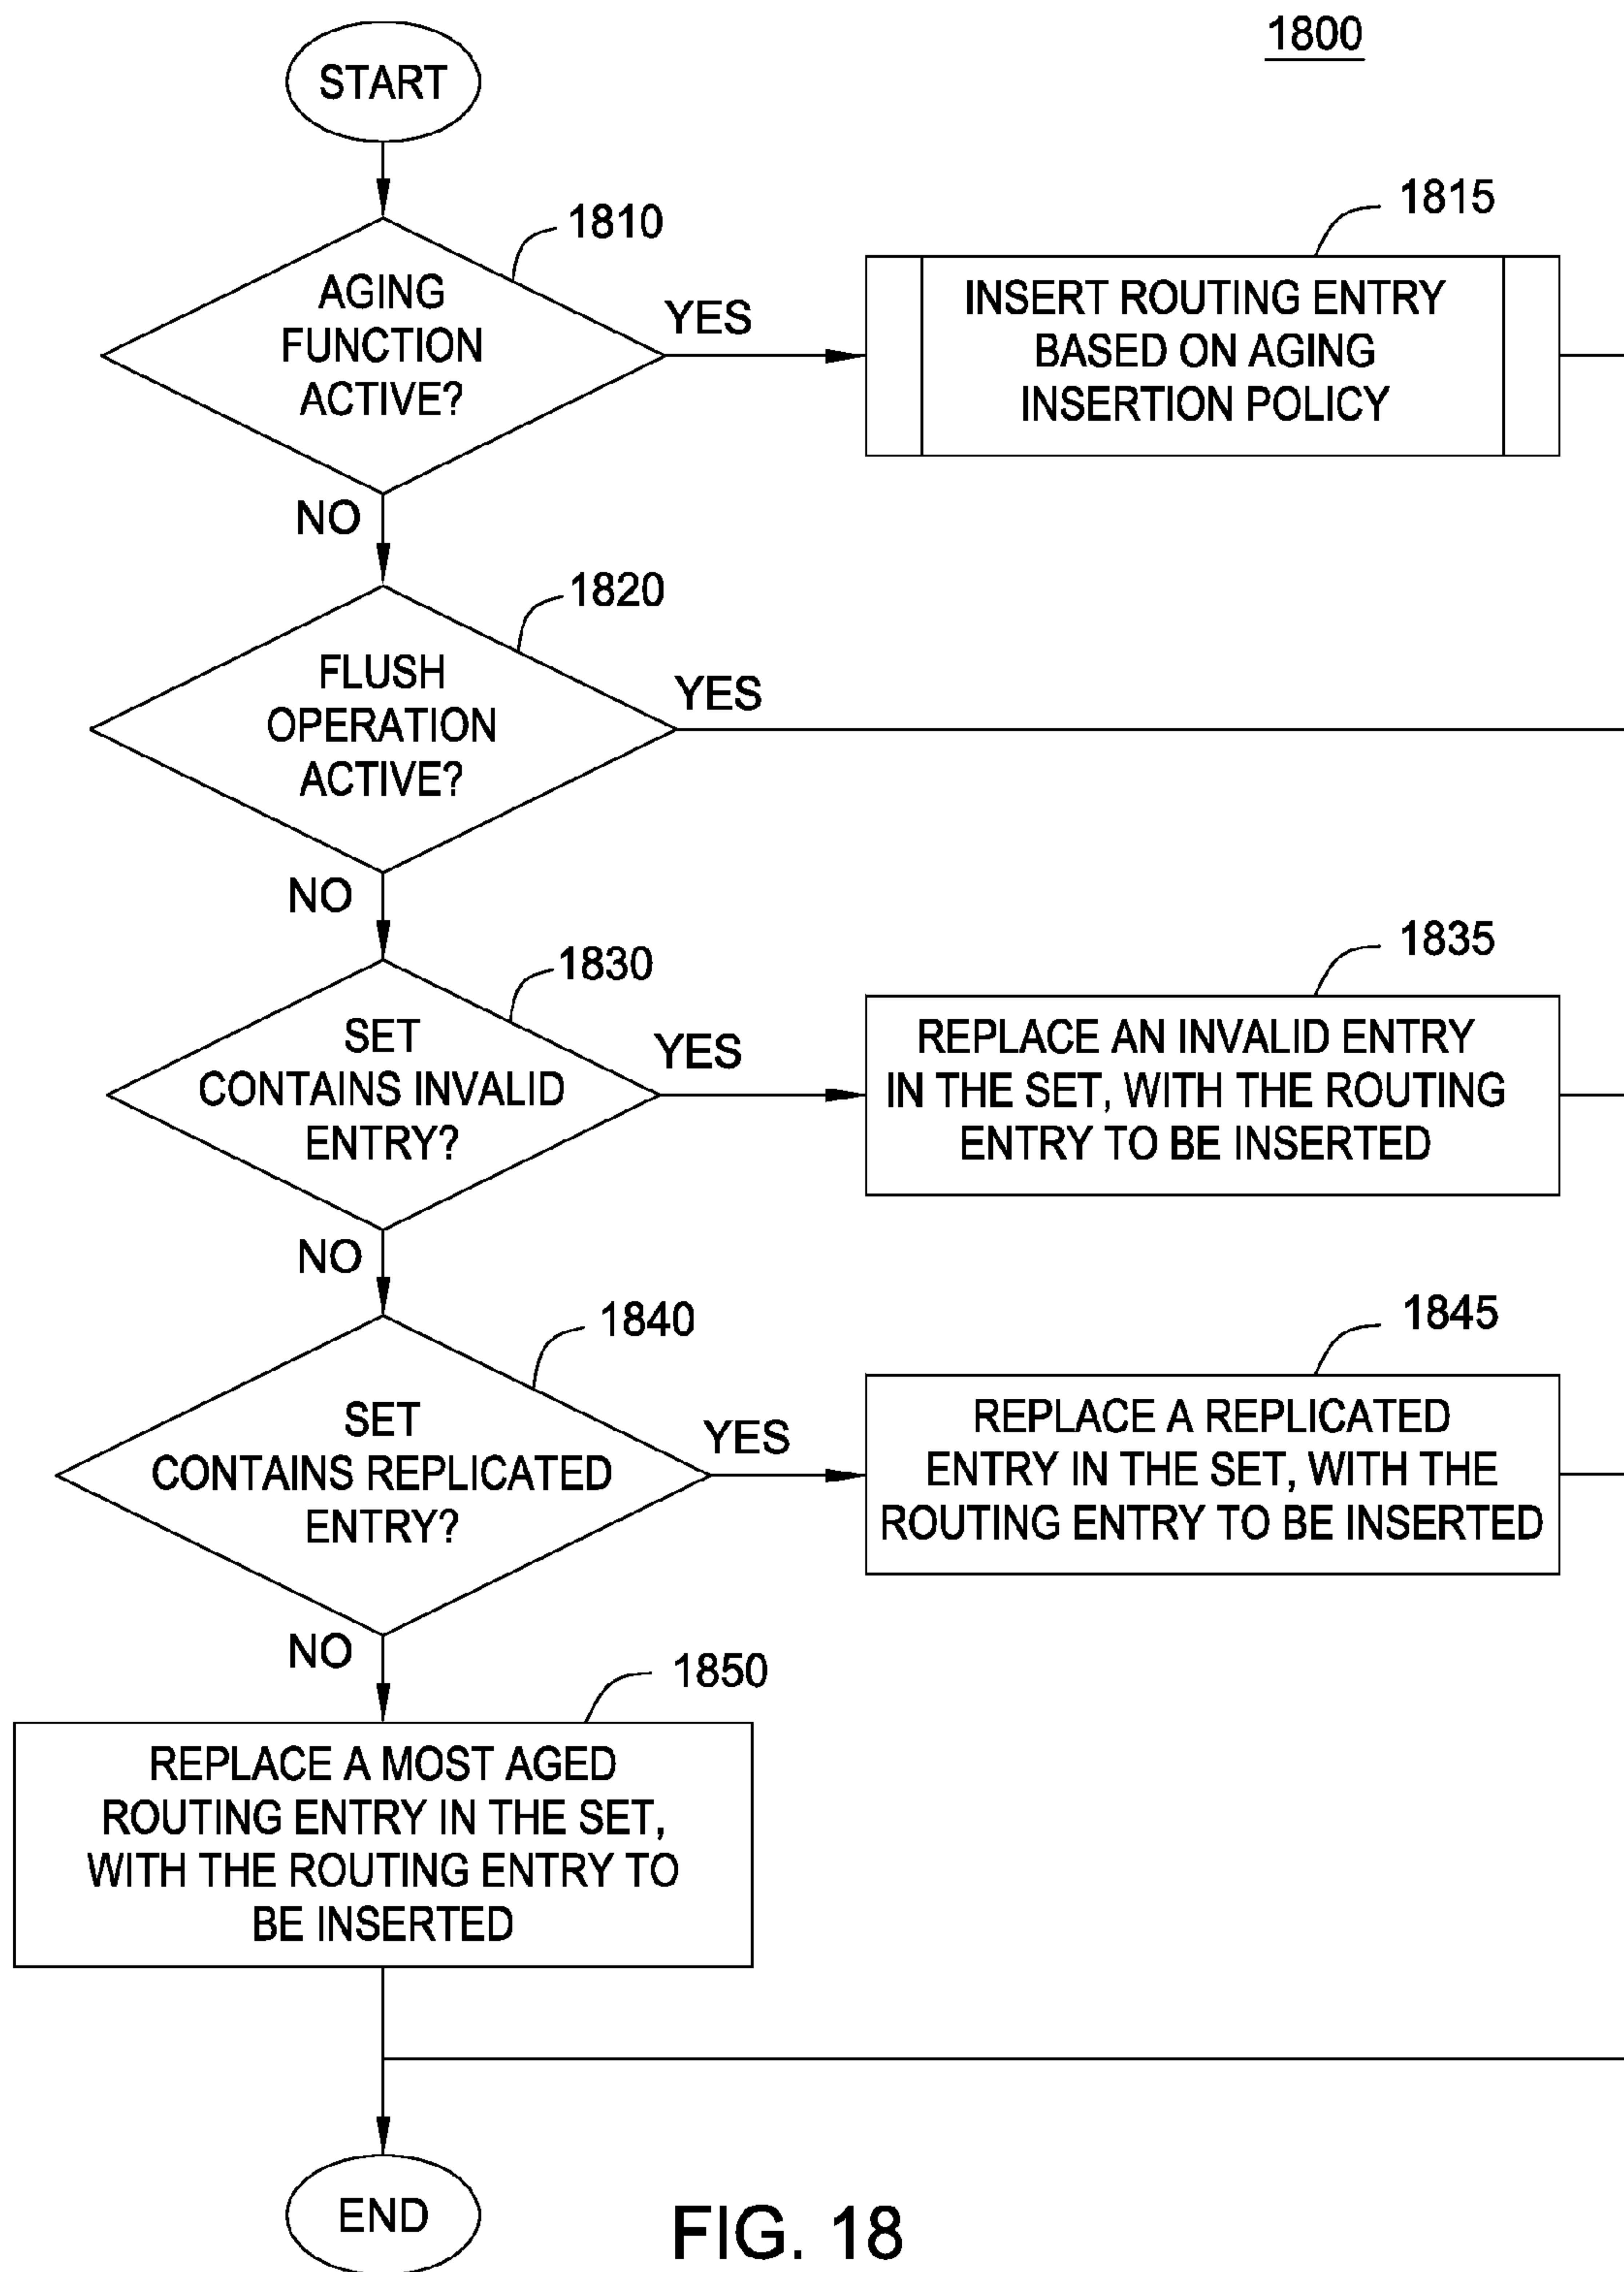 1800
START
1810
AGING
FUNCTION
ACTIVE?
YES
1815
INSERT ROUTING ENTRY
BASED ON AGING
INSERTION POLICY
NO
1820
FLUSH
OPERATION
ACTIVE?
YES
NO
1830
SET
CONTAINS INVALID
ENTRY?
YES
1835
REPLACE AN INVALID ENTRY
IN THE SET, WITH THE ROUTING
ENTRY TO BE INSERTED
NO
1840
SET
CONTAINS REPLICATED
ENTRY?
YES
1845
REPLACE A REPLICATED
ENTRY IN THE SET, WITH THE
ROUTING ENTRY TO BE INSERTED
NO
1850
REPLACE A MOST AGED
ROUTING ENTRY IN THE SET,
WITH THE ROUTING ENTRY TO
BE INSERTED
END
FIG. 18